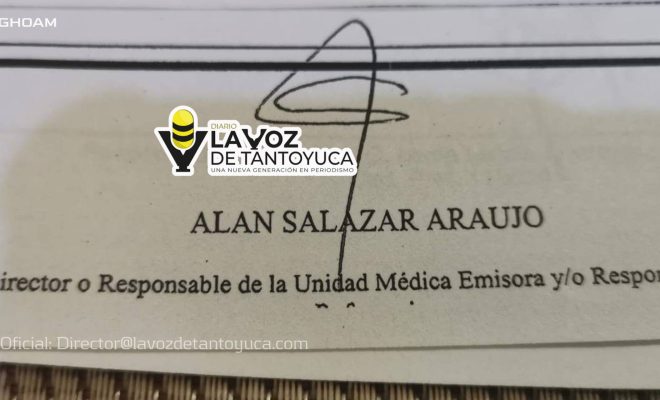 GHOAM
DIARIO
LA VOZ
DE TANTOYUCA
UNA NUEVA GENERACIÓN EN PERIODISMO
ALAN SALAZAR ARAUJO
irector o Responsable de la Unidad Médica Emisora y/o Respon
Oficial: Director@lavozdetantoyuca.com